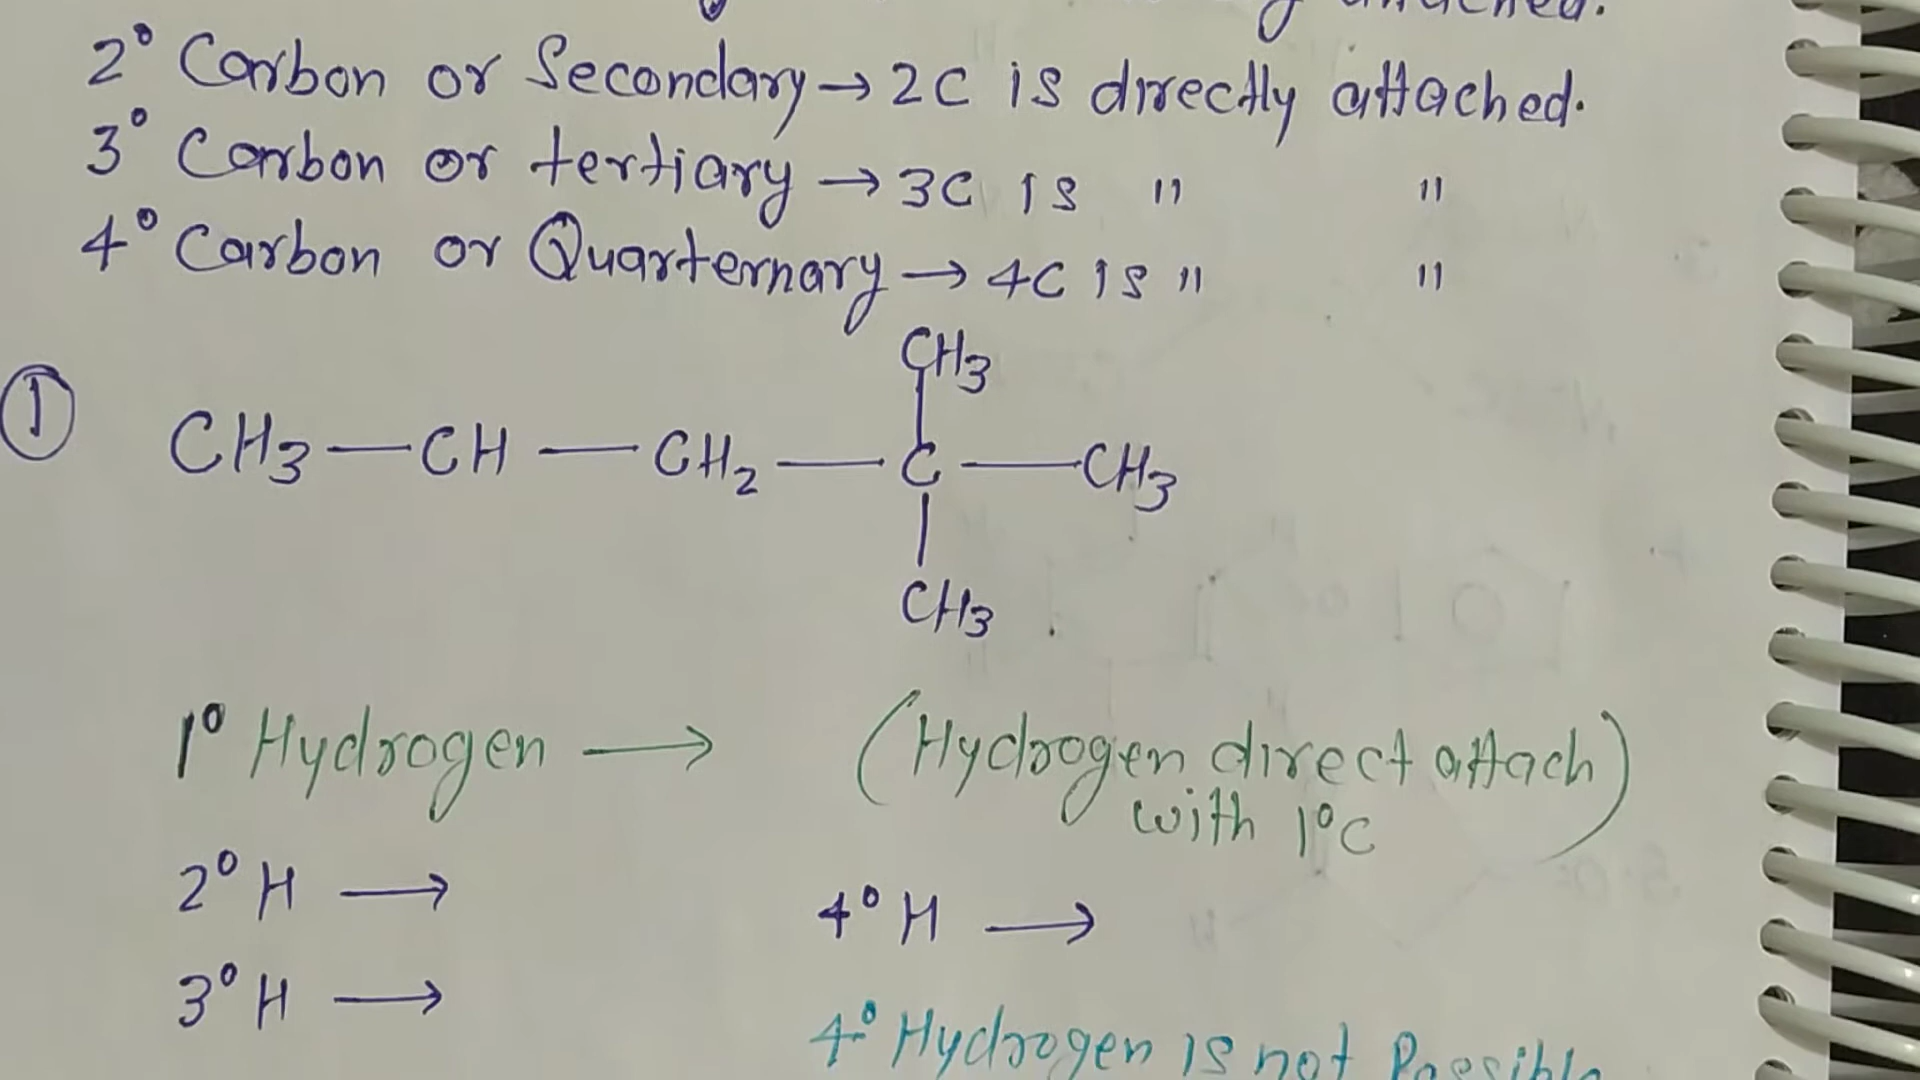 attached.
2° Carbon or Secondary → 2C is directly attached.
3° Carbon or tertiary → 3C is " "
4° Carbon or Quarternary → 4C is " "
CH3
① CH3 — CH — CH2 — C — CH3
CH3
1° Hydrogen → (Hydrogen direct attach)
with 1°C
2° H →
4° H →
3° H →
4° Hydrogen is not Possible